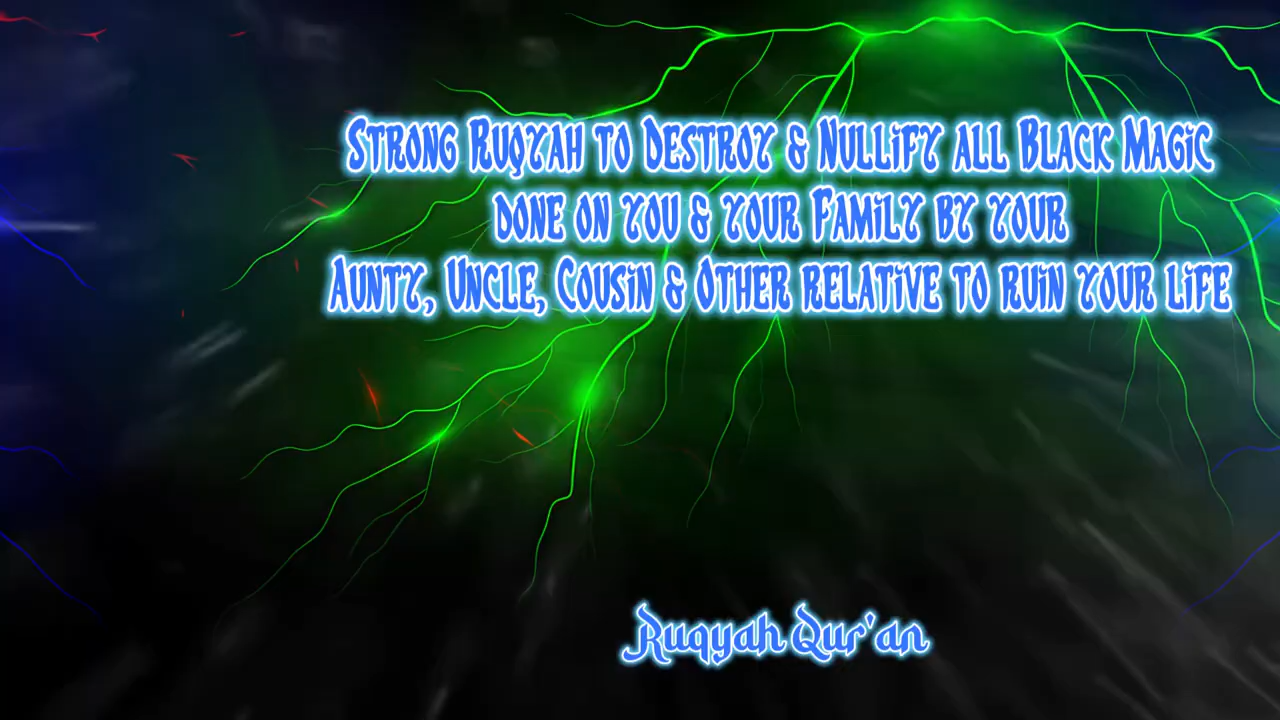 Strong Ruqyah to Destroy & Nullify all Black Magic
done on you & your Family by your
Aunty, Uncle, Cousin & Other relative to ruin your life
Ruqyah Qur'an